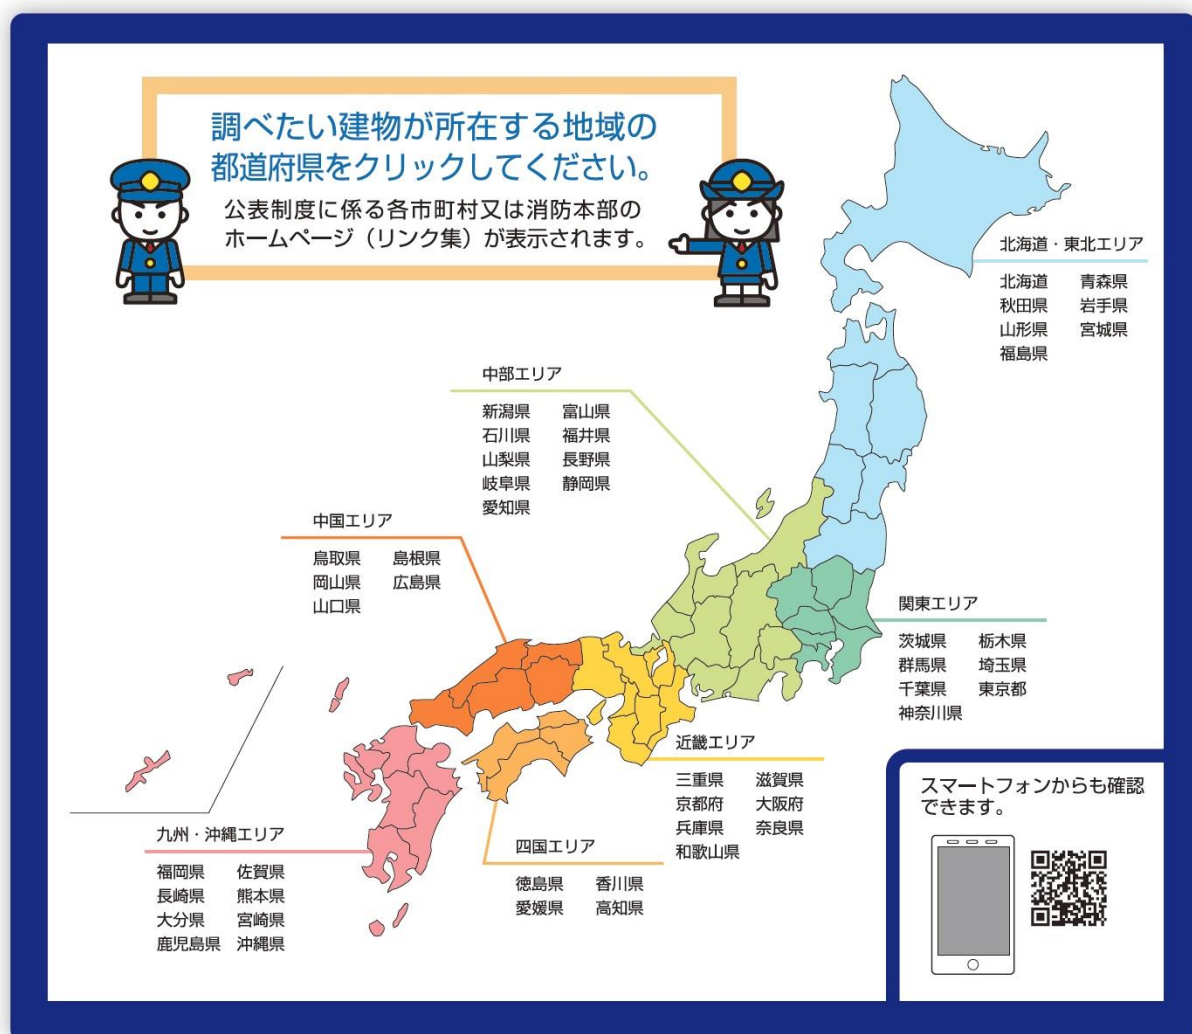 調べたい建物が所在する地域の
都道府県をクリックしてください。
公表制度に係る各市町村又は消防本部の
ホームページ（リンク集）が表示されます。
北海道・東北エリア
北海道 青森県
秋田県 岩手県
山形県 宮城県
福島県
中部エリア
新潟県 富山県
石川県 福井県
山梨県 長野県
岐阜県 静岡県
愛知県
中国エリア
鳥取県 島根県
岡山県 広島県
山口県
関東エリア
茨城県 栃木県
群馬県 埼玉県
千葉県 東京都
神奈川県
近畿エリア
三重県 滋賀県
京都府 大阪府
兵庫県 奈良県
和歌山県
四国エリア
徳島県 香川県
愛媛県 高知県
九州・沖縄エリア
福岡県 佐賀県
長崎県 熊本県
大分県 宮崎県
鹿児島県 沖縄県
スマートフォンからも確認
できます。